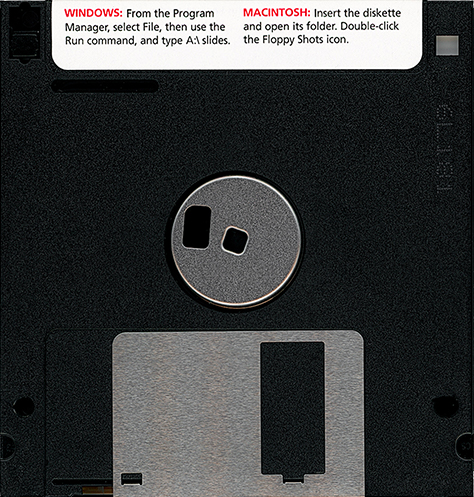 WINDOWS: From the Program
Manager, select File, then use the
Run command, and type A:\ slides.
MACINTOSH: Insert the diskette
and open its folder. Double-click
the Floppy Shots icon.